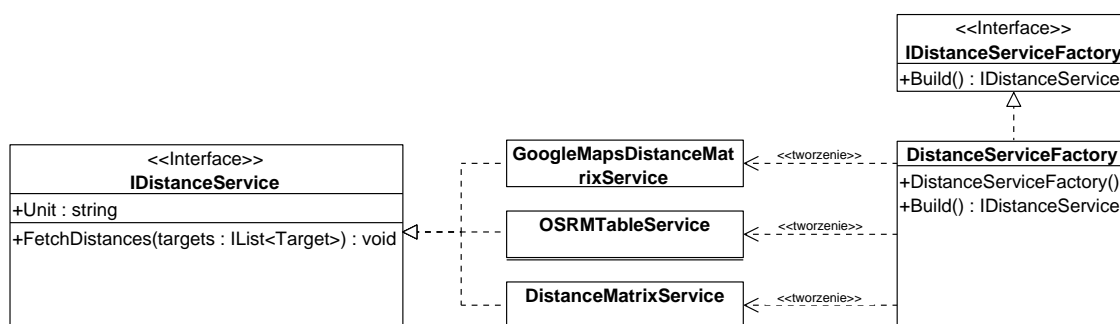 <<Interface>>
IDistanceServiceFactory
+Build() : IDistanceService
<<Interface>>
IDistanceService
+Unit : string
+FetchDistances(targets : IList<Target>) : void
GoogleMapsDistanceMat
rixService
<<tworzenie>>
OSRMTableService
<<tworzenie>>
DistanceMatrixService
<<tworzenie>>
DistanceServiceFactory
+DistanceServiceFactory()
+Build() : IDistanceService